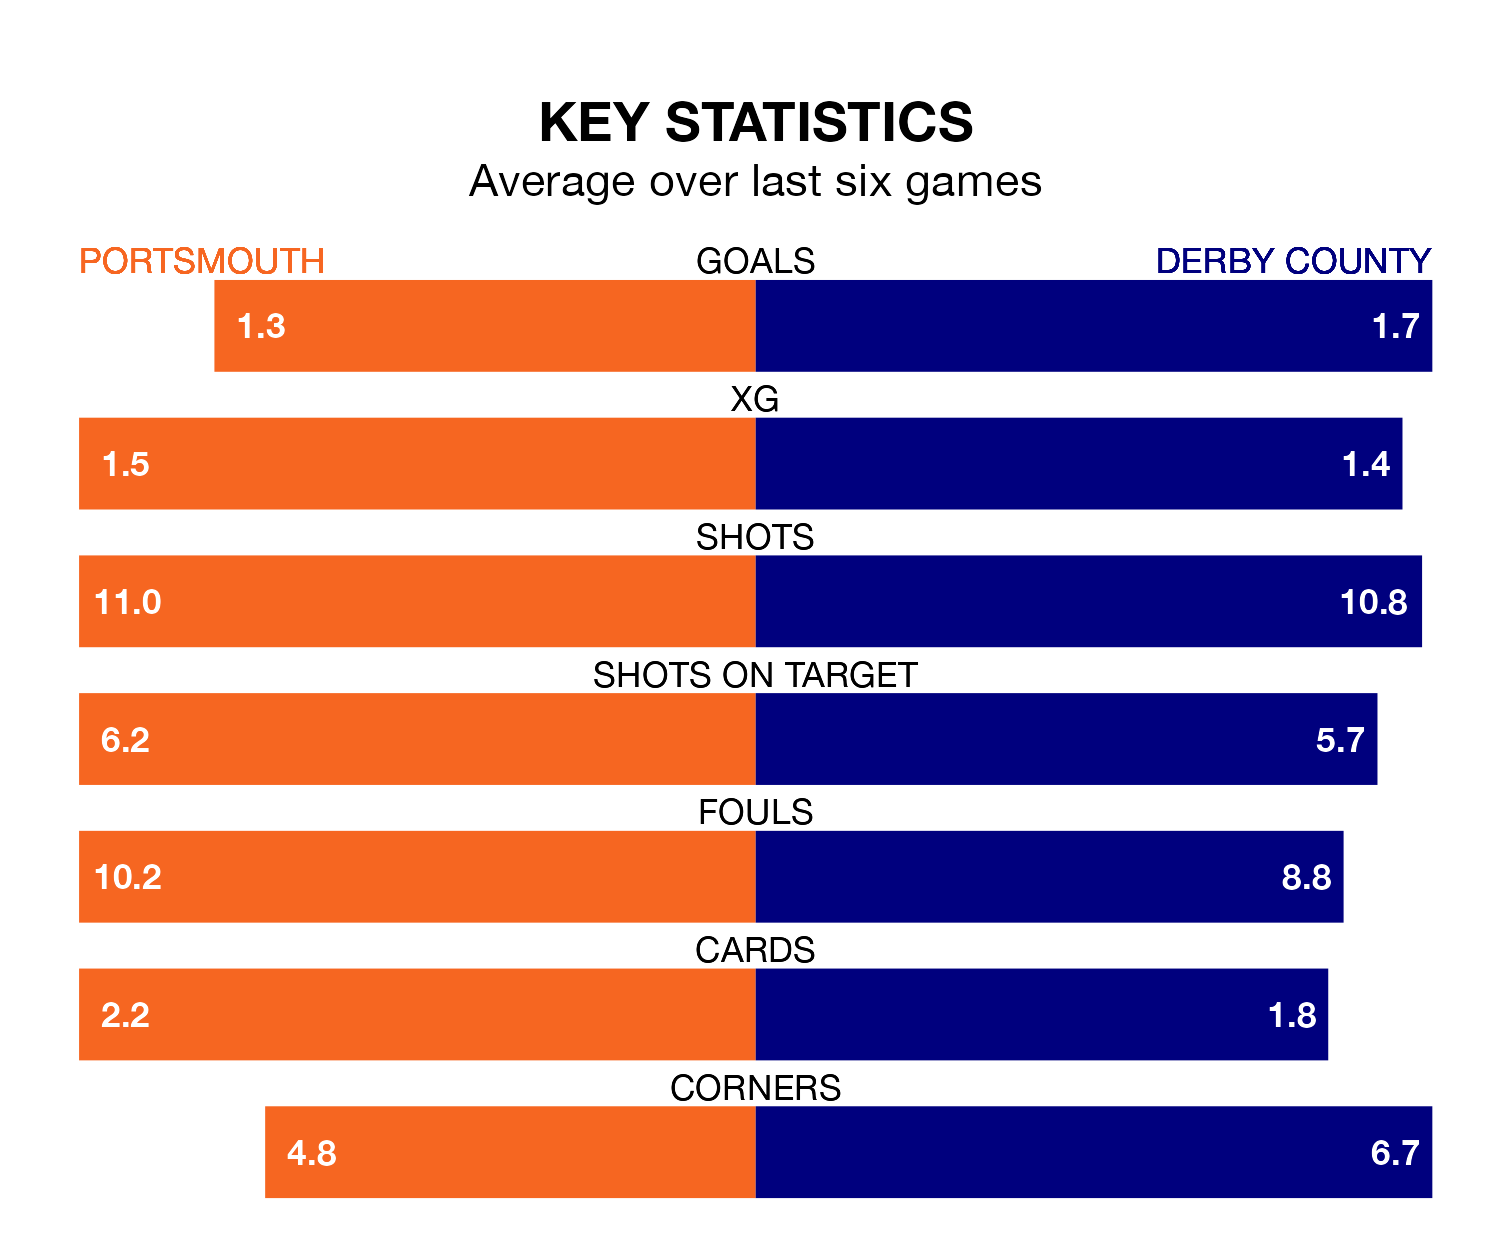 KEY STATISTICS
Average over last six games
PORTSMOUTH GOALS DERBY COUNTY
1.3 1.7
XG
1.5 1.4
SHOTS
11.0 10.8
SHOTS ON TARGET
6.2 5.7
FOULS
10.2 8.8
CARDS
2.2 1.8
CORNERS
4.8 6.7